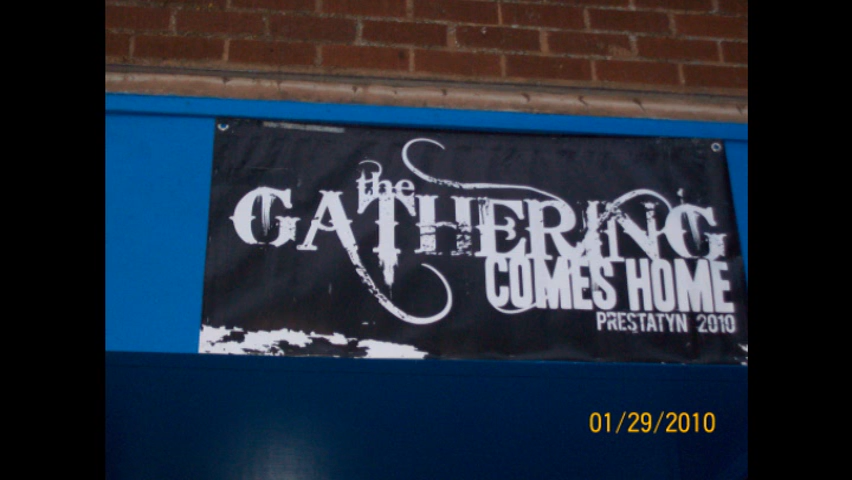 the
GATHERING
COMES HOME
PRESTATYN 2010
01/29/2010